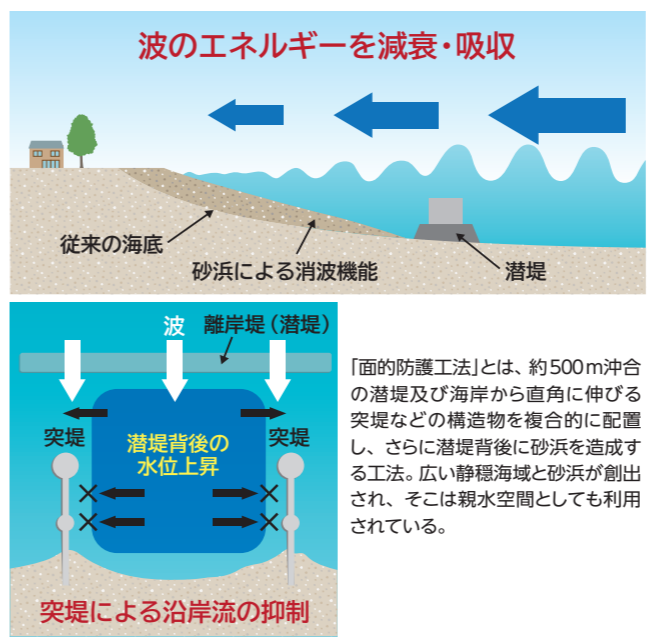 波のエネルギーを減衰・吸収
従来の海底
砂浜による消波機能
潜堤
波
離岸堤(潜堤)
突堤
潜堤背後の
水位上昇
突堤
突堤による沿岸流の抑制
「面的防護工法」とは、約500m沖合
の潜堤及び海岸から直角に伸びる
突堤などの構造物を複合的に配置
し、さらに潜堤背後に砂浜を造成す
る工法。広い静穏海域と砂浜が創出
され、そこは親水空間としても利用
されている。